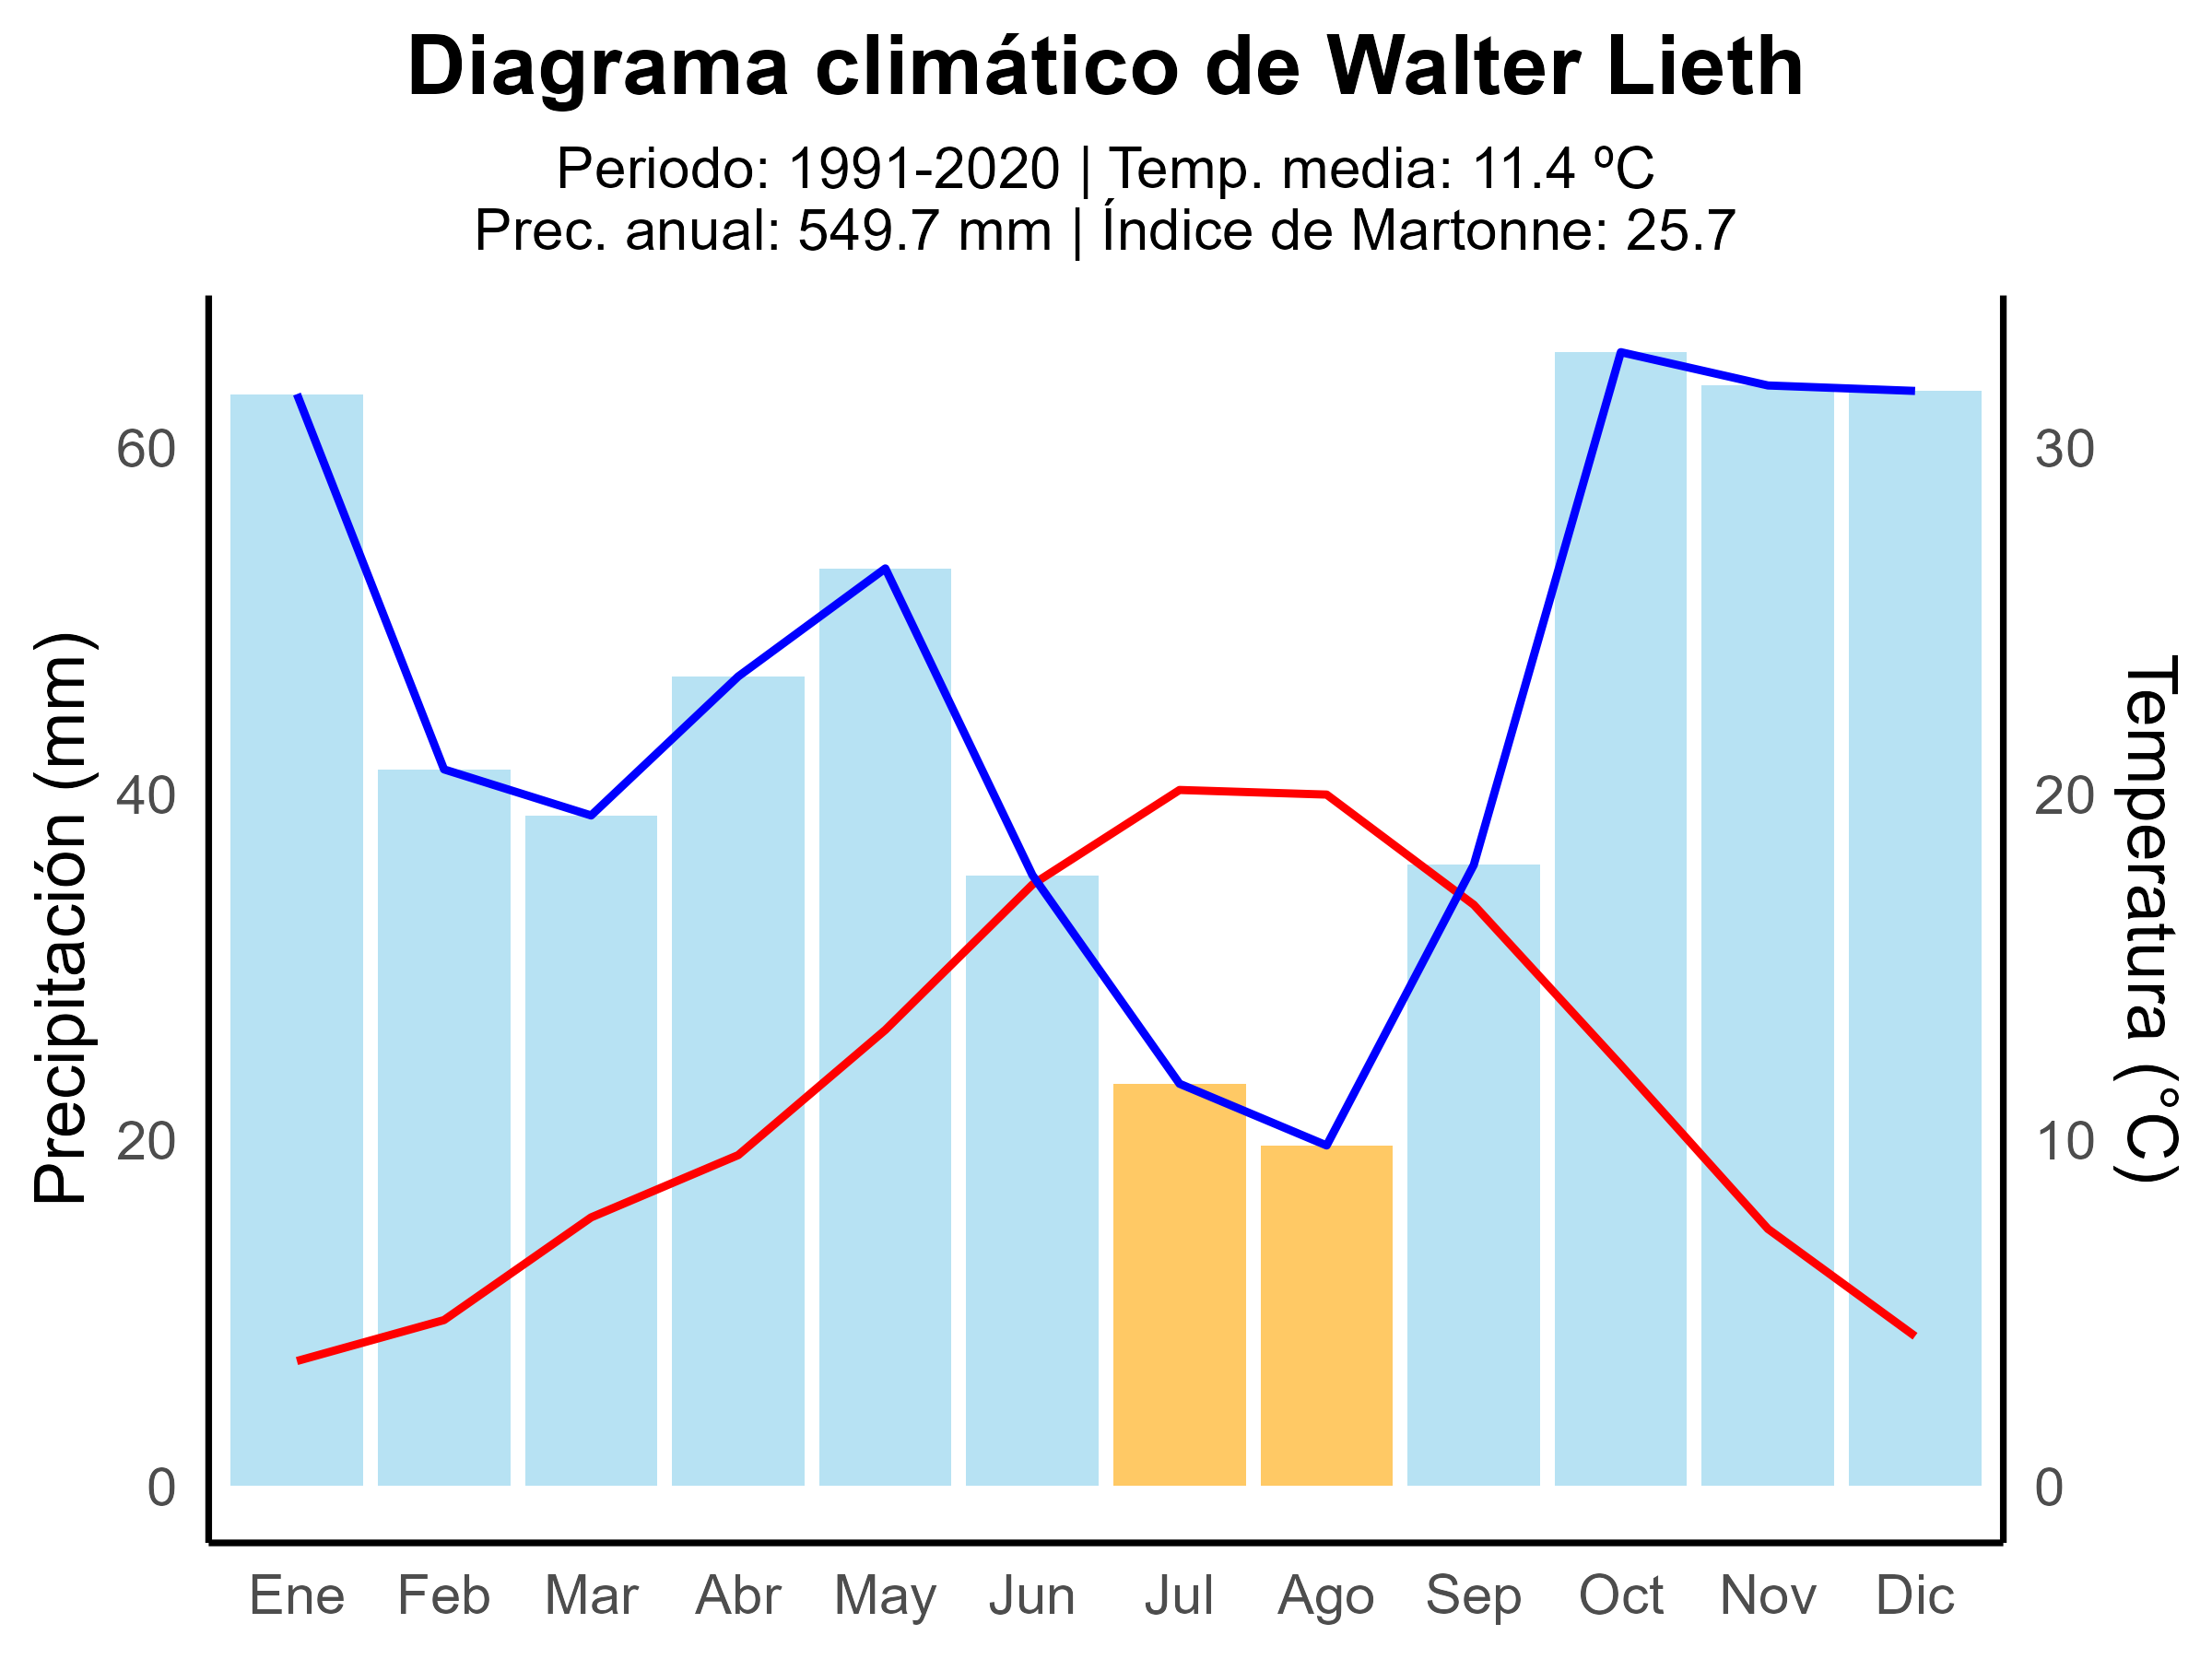 Diagrama climático de Walter Lieth
Periodo: 1991-2020 | Temp. media: 11.4 ºC
Prec. anual: 549.7 mm | Índice de Martonne: 25.7
Precipitación (mm)
60
40
20
0
30
20
10
0
Temperatura (°C)
Ene Feb Mar Abr May Jun Jul Ago Sep Oct Nov Dic